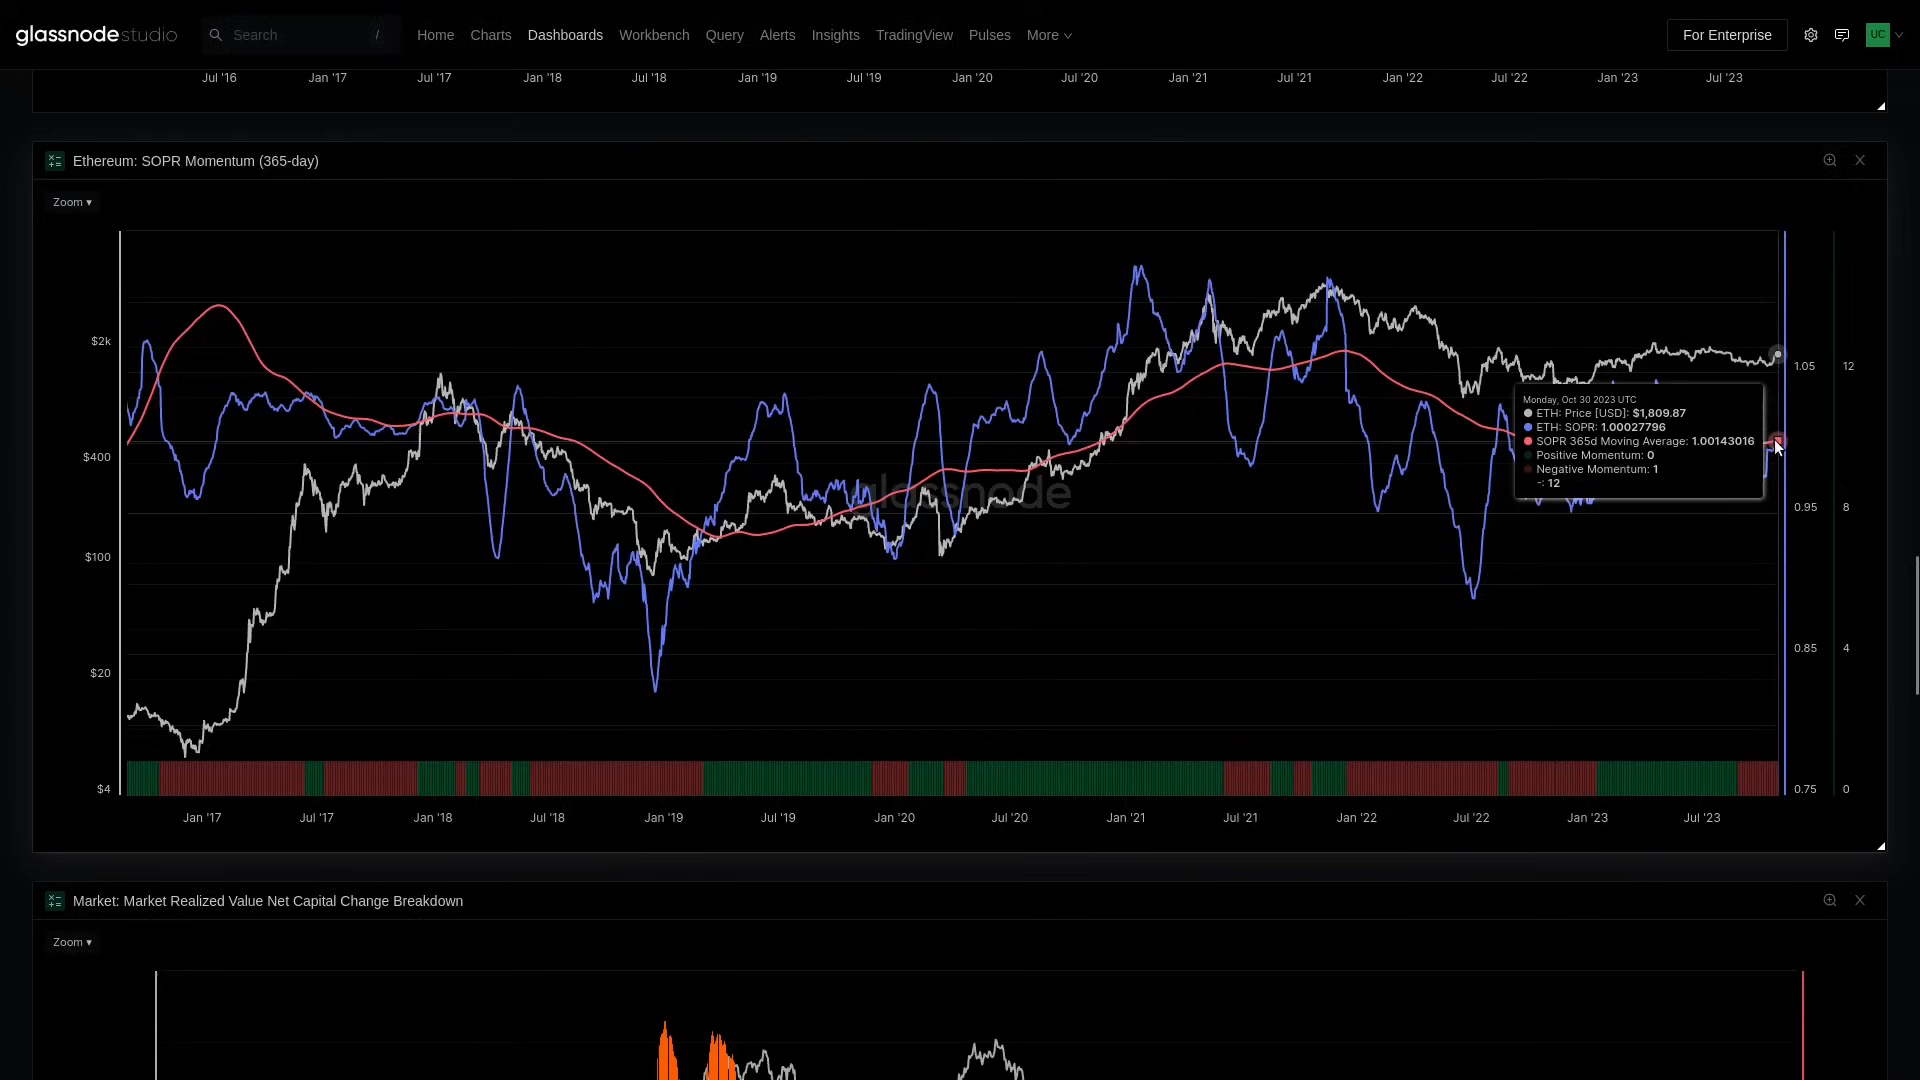 glassnodestudio
Search
/
Home
Charts
Dashboards
Workbench
Query
Alerts
Insights
TradingView
Pulses
More
For Enterprise
UC
Jul '16
Jan '17
Jul '17
Jan '18
Jul '18
Jan '19
Jul '19
Jan '20
Jul '20
Jan '21
Jul '21
Jan '22
Jul '22
Jan '23
Jul '23
Ethereum: SOPR Momentum (365-day)
Zoom ▾
$2k
$400
$100
$20
$4
glassnode
1.05
0.95
0.85
0.75
12
8
4
0
Monday, Oct 30 2023 UTC
ETH: Price [USD]: $1,809.87
ETH: SOPR: 1.00027796
SOPR 365d Moving Average: 1.00143016
Positive Momentum: 0
Negative Momentum: 1
-: 12
Jan '17
Jul '17
Jan '18
Jul '18
Jan '19
Jul '19
Jan '20
Jul '20
Jan '21
Jul '21
Jan '22
Jul '22
Jan '23
Jul '23
Market: Market Realized Value Net Capital Change Breakdown
Zoom ▾